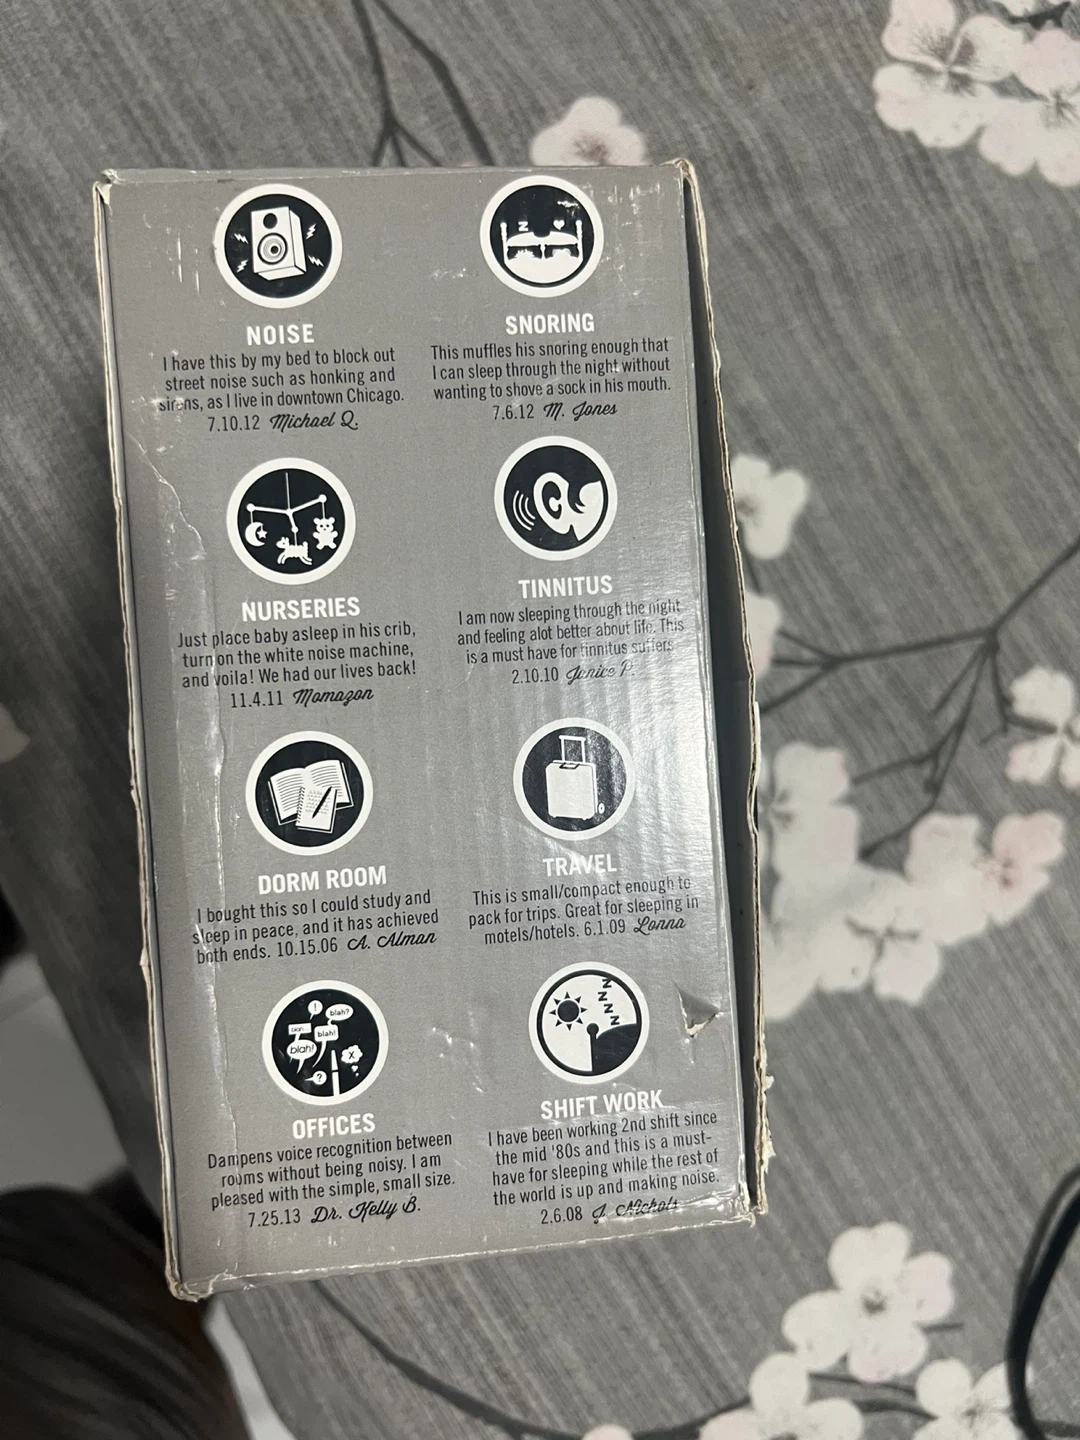 NOISE
I have this by my bed to block out
street noise such as honking and
sirens, as I live in downtown Chicago.
7.10.12 Michael Q.
SNORING
This muffles his snoring enough that
I can sleep through the night without
wanting to shove a sock in his mouth.
7.6.12 M. Jones
NURSERIES
Just place baby asleep in his crib,
turn on the white noise machine,
and voila! We had our lives back!
11.4.11 Momazon
TINNITUS
I am now sleeping through the night
and feeling alot better about life. This
is a must have for tinnitus suffers
2.10.10 Janice P.
DORM ROOM
I bought this so I could study and
sleep in peace, and it has achieved
both ends. 10.15.06 A. Alman
TRAVEL
This is small/compact enough to
pack for trips. Great for sleeping in
motels/hotels. 6.1.09 Lonna
!
blah?
blah
blah!
blah!
X
?
OFFICES
Dampens voice recognition between
rooms without being noisy. I am
pleased with the simple, small size.
7.25.13 Dr. Kelly B.
Z
Z
Z
Z
SHIFT WORK
I have been working 2nd shift since
the mid '80s and this is a must-
have for sleeping while the rest of
the world is up and making noise.
2.6.08 J. Nichols
Z